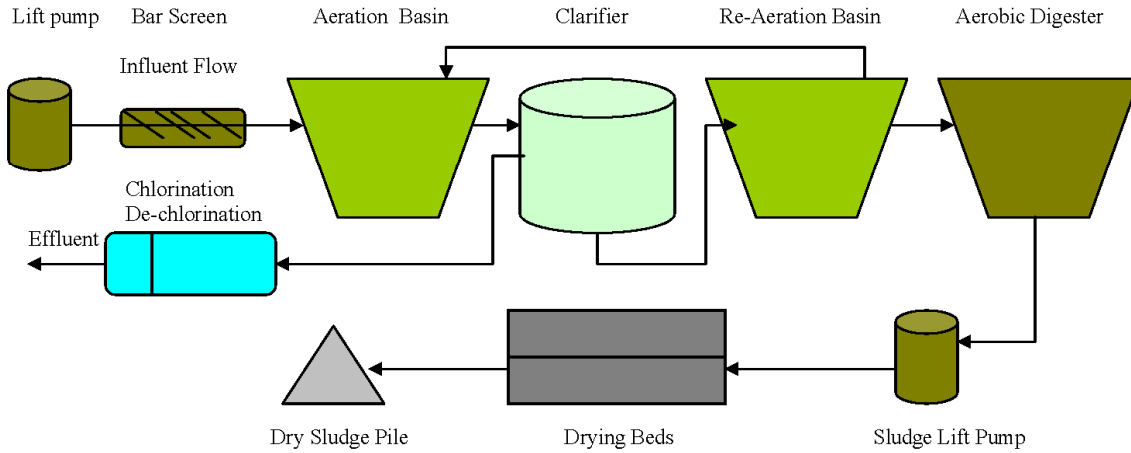 Lift pump
Bar Screen
Aeration Basin
Clarifier
Re-Aeration Basin
Aerobic Digester
Influent Flow
Chlorination
De-chlorination
Effluent
Dry Sludge Pile
Drying Beds
Sludge Lift Pump